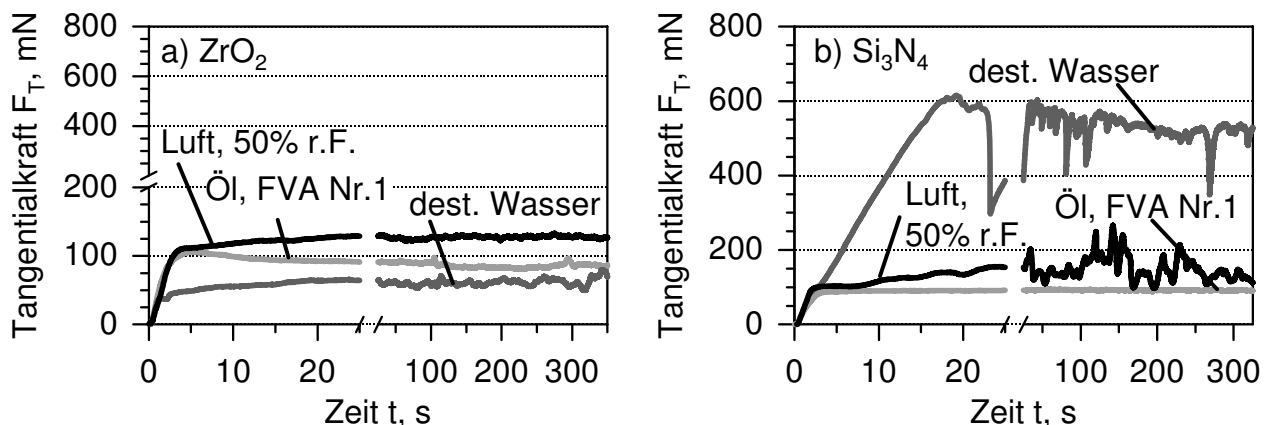 a) ZrO₂
Tangentialkraft F_T, mN
800
600
400
200
100
0
Luft, 50% r.F.
Öl, FVA Nr.1
dest. Wasser
0 10 20 100 200 300
Zeit t, s
b) Si₃N₄
Tangentialkraft F_T, mN
800
600
400
200
0
dest. Wasser
Luft,
50% r.F.
Öl, FVA Nr.1
0 10 20 100 200 300
Zeit t, s